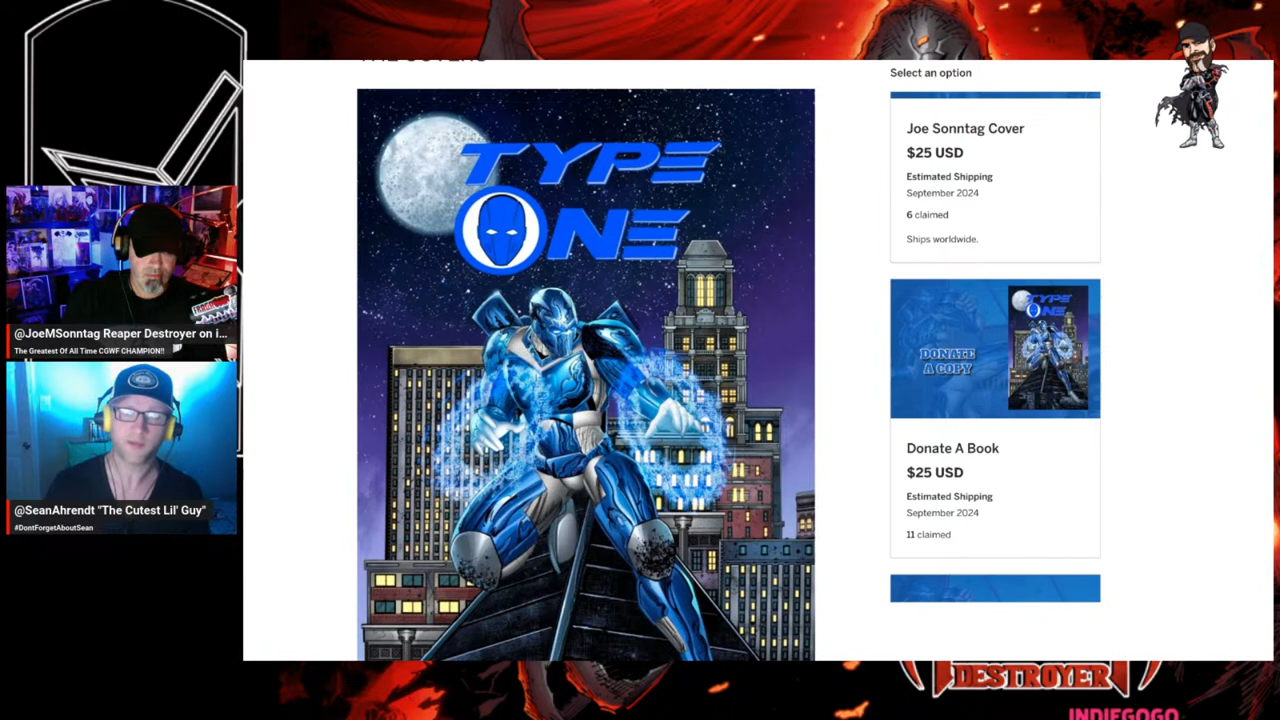 @JoeMSonntag Reaper Destroyer on i...
The Greatest Of All Time CGWF CHAMPION!!
@SeanAhrendt "The Cutest Lil' Guy"
#DontForgetAboutSean
TYPE
ONE
Select an option
Joe Sonntag Cover
$25 USD
Estimated Shipping
September 2024
6 claimed
Ships worldwide.
DONATE
A COPY
TYPE
ONE
Donate A Book
$25 USD
Estimated Shipping
September 2024
11 claimed
DESTROYER
INDIEGOGO